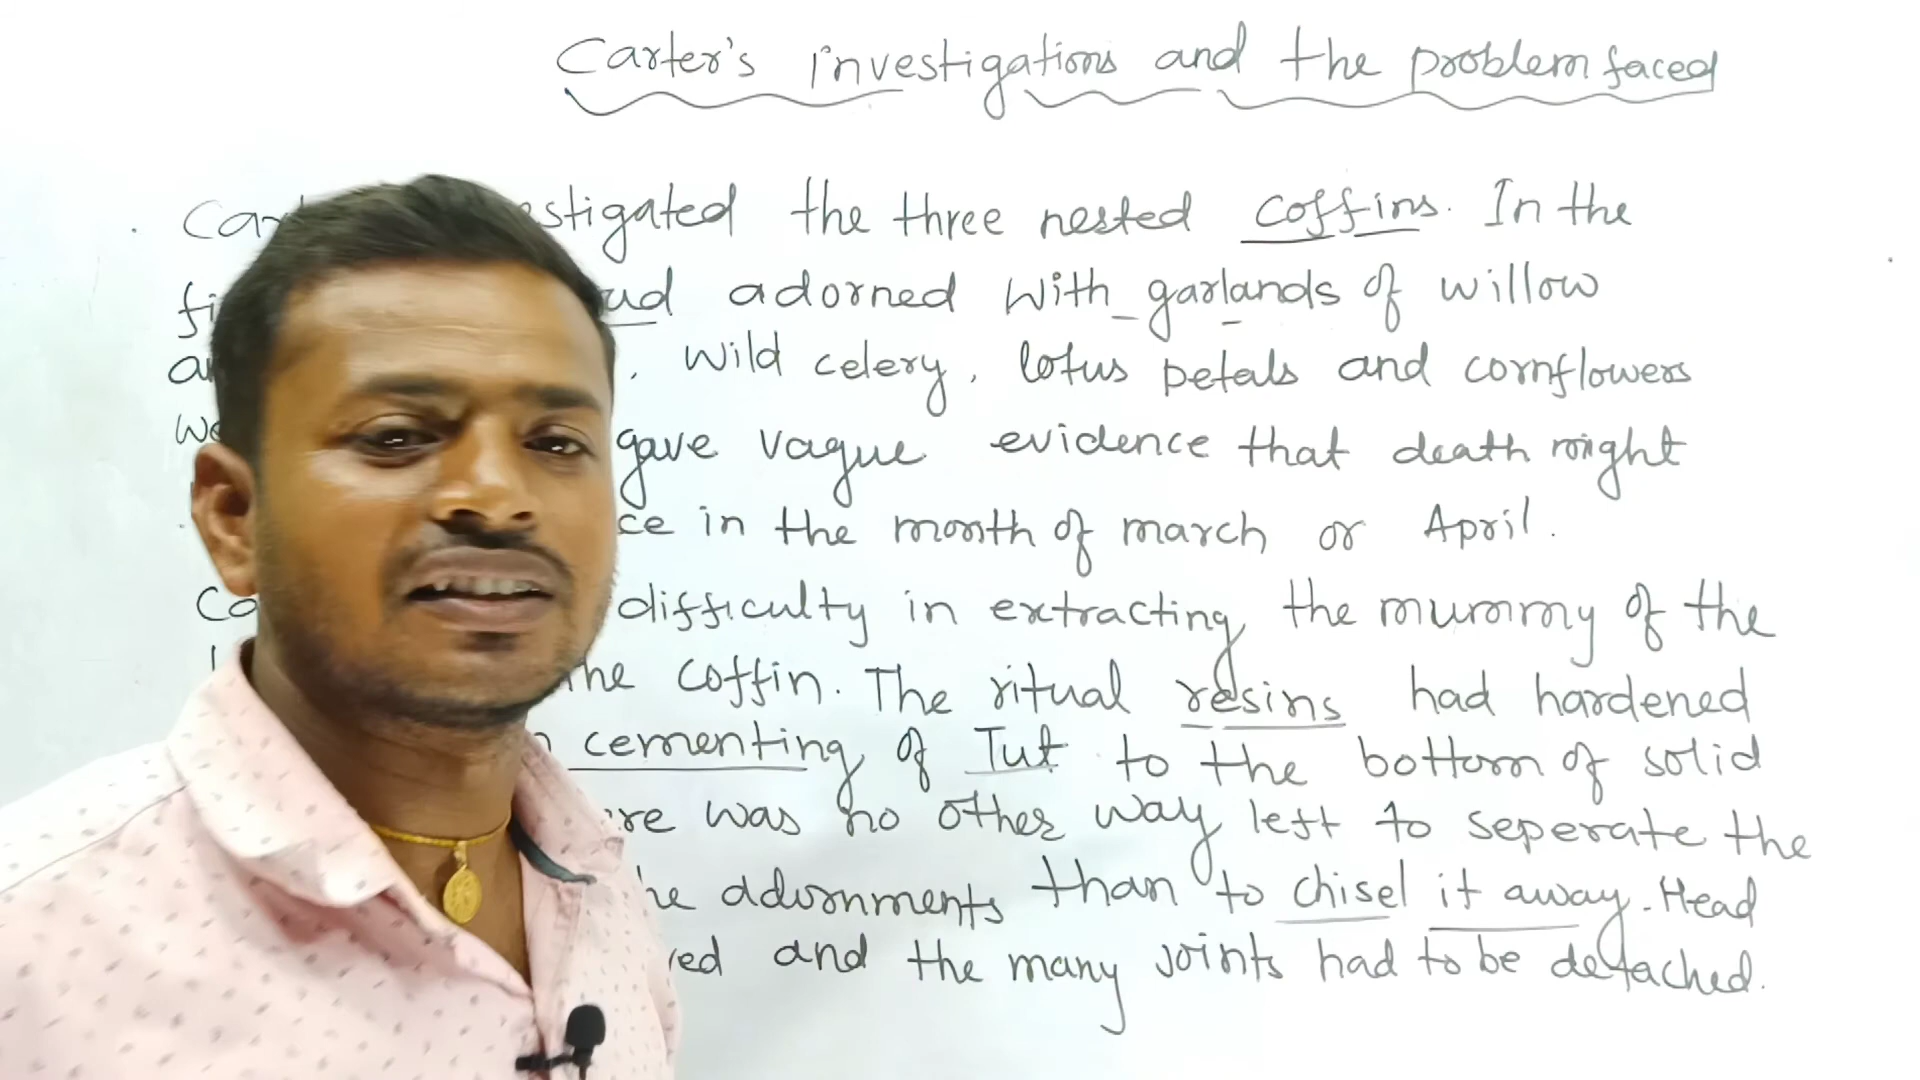 Carter's investigations and the problem faced
the three nested coffins. In the
adorned with garlands of willow
wild celery, lotus petals and cornflowers
gave vague evidence that death might
in the month of march or April.
difficulty in extracting the mummy of the
coffin. The ritual resins had hardened
cementing of Tut to the bottom of solid
was no other way left to seperate the
adornments than to chisel it away. Head
and the many joints had to be detached.